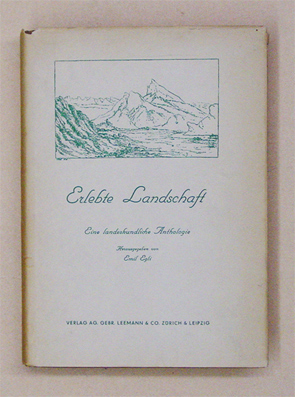 Erlebte Landschaft
Eine landeskundliche Anthologie
Herausgegeben von
Emil Egli
VERLAG AG. GEBR. LEEMANN & CO. ZÜRICH & LEIPZIG